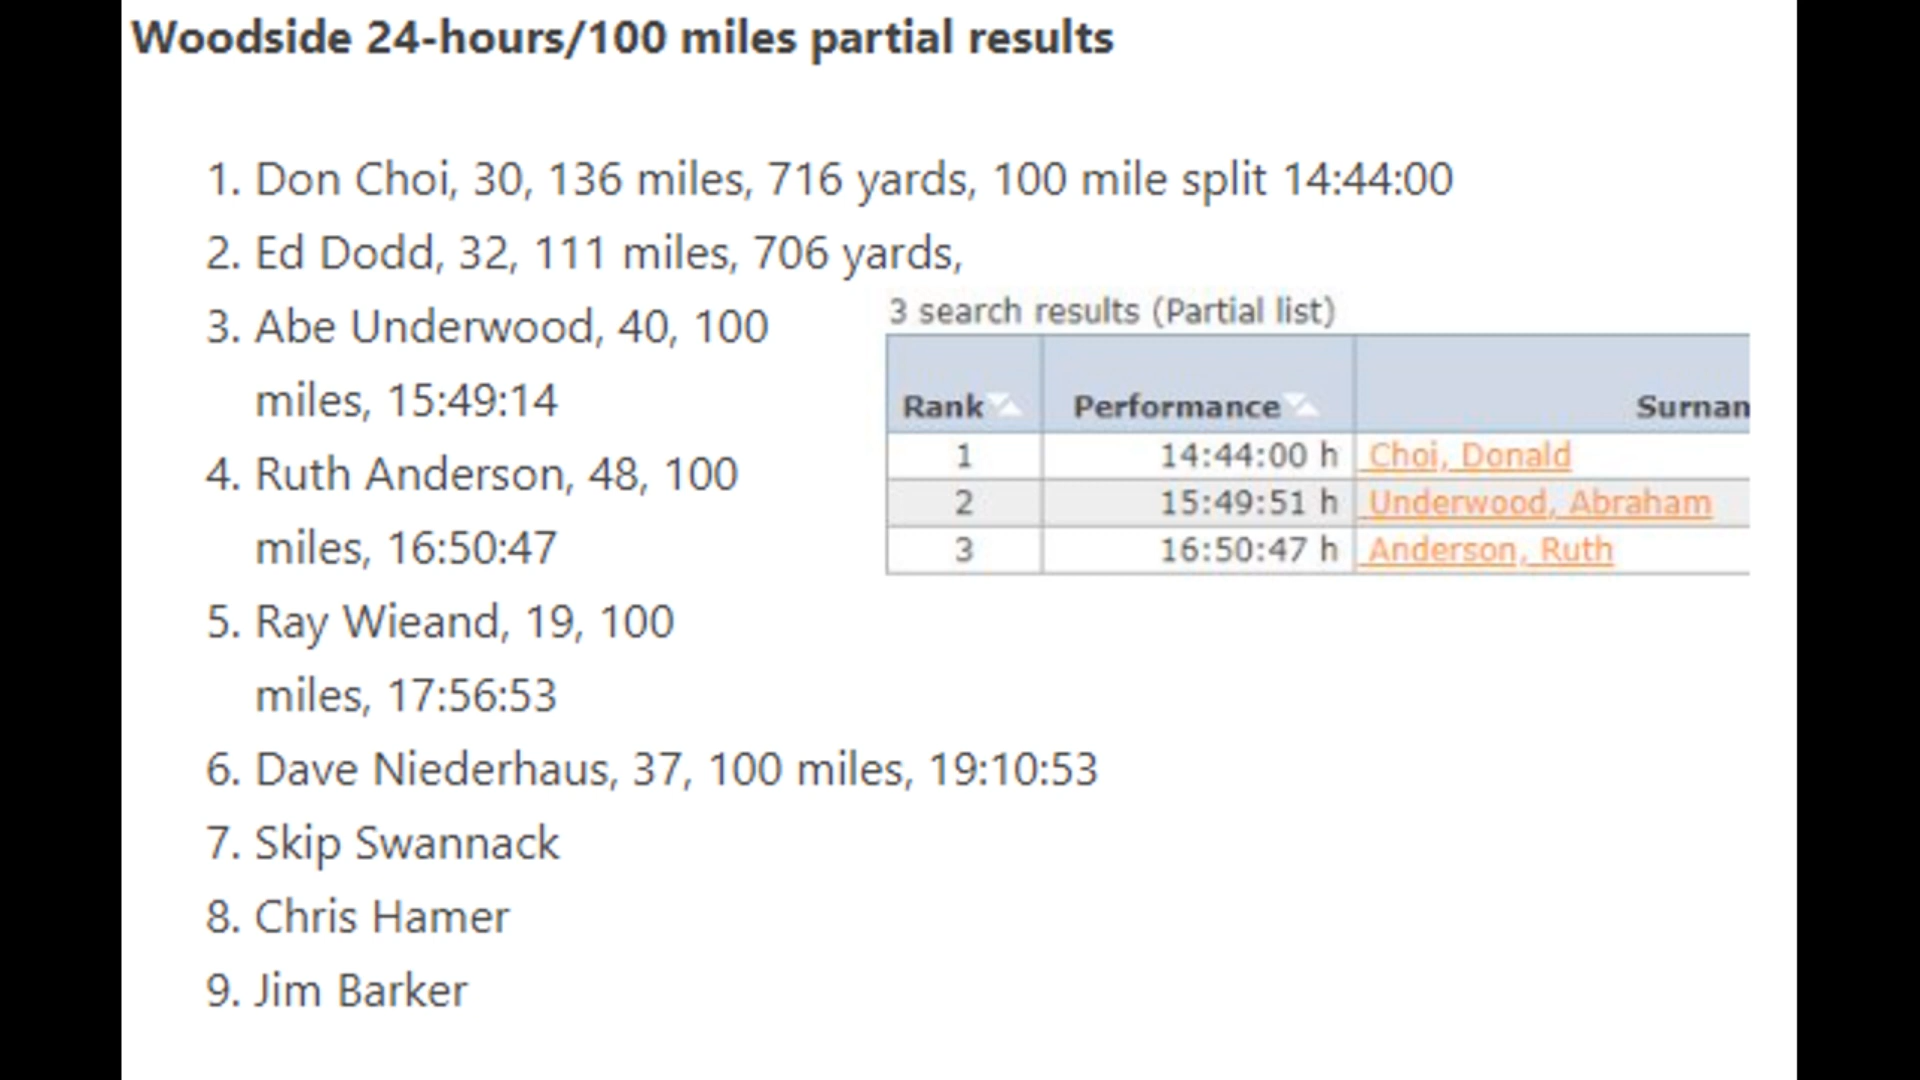 Woodside 24-hours/100 miles partial results
1. Don Choi, 30, 136 miles, 716 yards, 100 mile split 14:44:00
2. Ed Dodd, 32, 111 miles, 706 yards,
3. Abe Underwood, 40, 100
miles, 15:49:14
4. Ruth Anderson, 48, 100
miles, 16:50:47
5. Ray Wieand, 19, 100
miles, 17:56:53
6. Dave Niederhaus, 37, 100 miles, 19:10:53
7. Skip Swannack
8. Chris Hamer
9. Jim Barker
3 search results (Partial list)
Rank Performance Surnan
1 14:44:00 h Choi, Donald
2 15:49:51 h Underwood, Abraham
3 16:50:47 h Anderson, Ruth